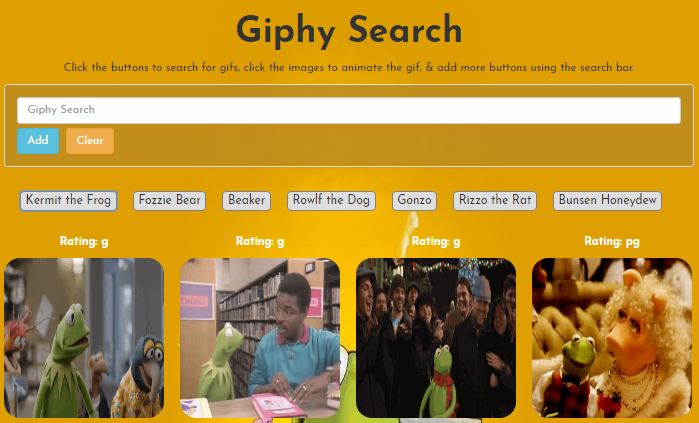 Giphy Search
Click the buttons to search for gifs, click the images to animate the gif, & add more buttons using the search bar.
Giphy Search
Add Clear
Kermit the Frog Fozzie Bear Beaker Rowlf the Dog Gonzo Rizzo the Rat Bunsen Honeydew
Rating: g Rating: g Rating: g Rating: pg